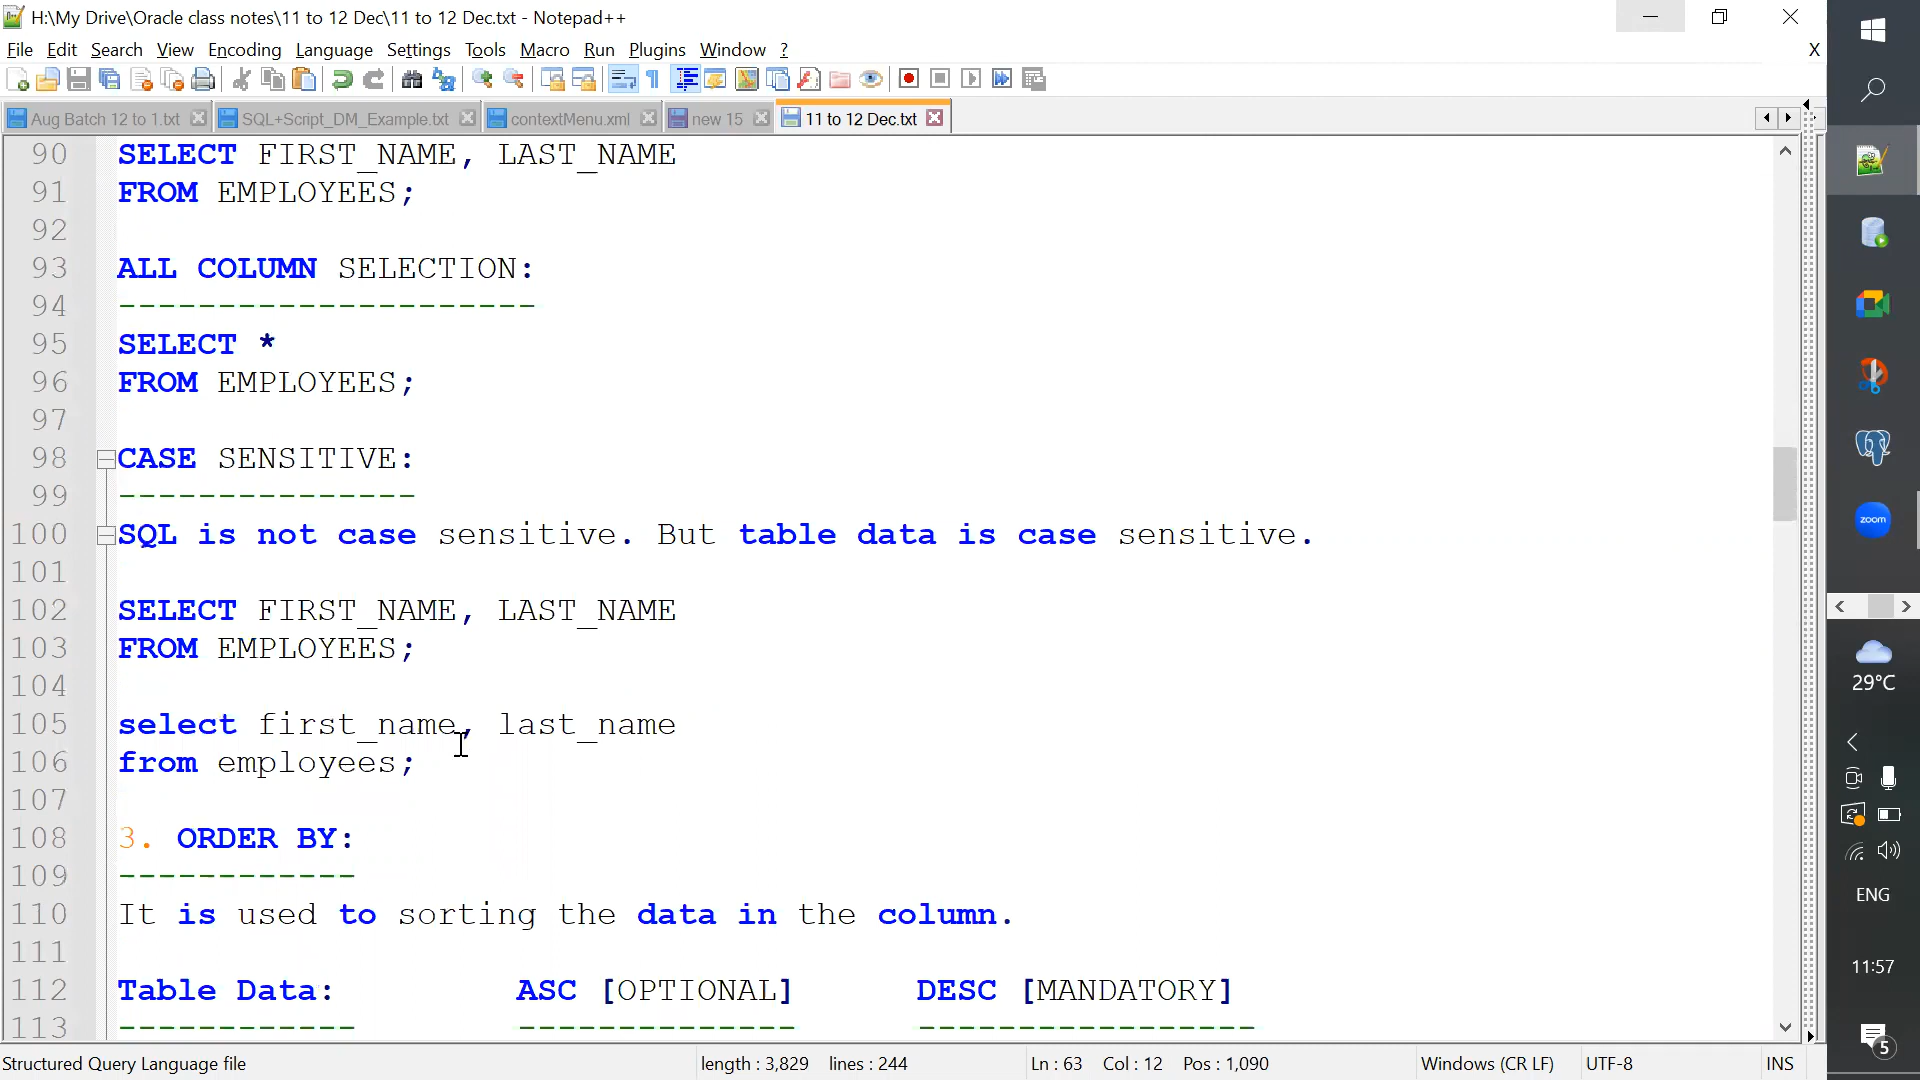 H:\My Drive\Oracle class notes\11 to 12 Dec\11 to 12 Dec.txt - Notepad++
File Edit Search View Encoding Language Settings Tools Macro Run Plugins Window ? X
Aug Batch 12 to 1.txt SQL+Script_DM_Example.txt contextMenu.xml new 15 11 to 12 Dec.txt
90 SELECT FIRST_NAME, LAST_NAME
91 FROM EMPLOYEES;
92
93 ALL COLUMN SELECTION:
94 ---------------------
95 SELECT *
96 FROM EMPLOYEES;
97
98 CASE SENSITIVE:
99 ---------------
100 SQL is not case sensitive. But table data is case sensitive.
101
102 SELECT FIRST_NAME, LAST_NAME
103 FROM EMPLOYEES;
104
105 select first_name, last_name
106 from employees;
107
108 3. ORDER BY:
109 ------------
110 It is used to sorting the data in the column.
111
112 Table Data: ASC [OPTIONAL] DESC [MANDATORY]
113 ------------ -------------- -----------------
Structured Query Language file length : 3,829 lines : 244 Ln : 63 Col : 12 Pos : 1,090 Windows (CR LF) UTF-8 INS
zoom
29°C
ENG
11:57
5